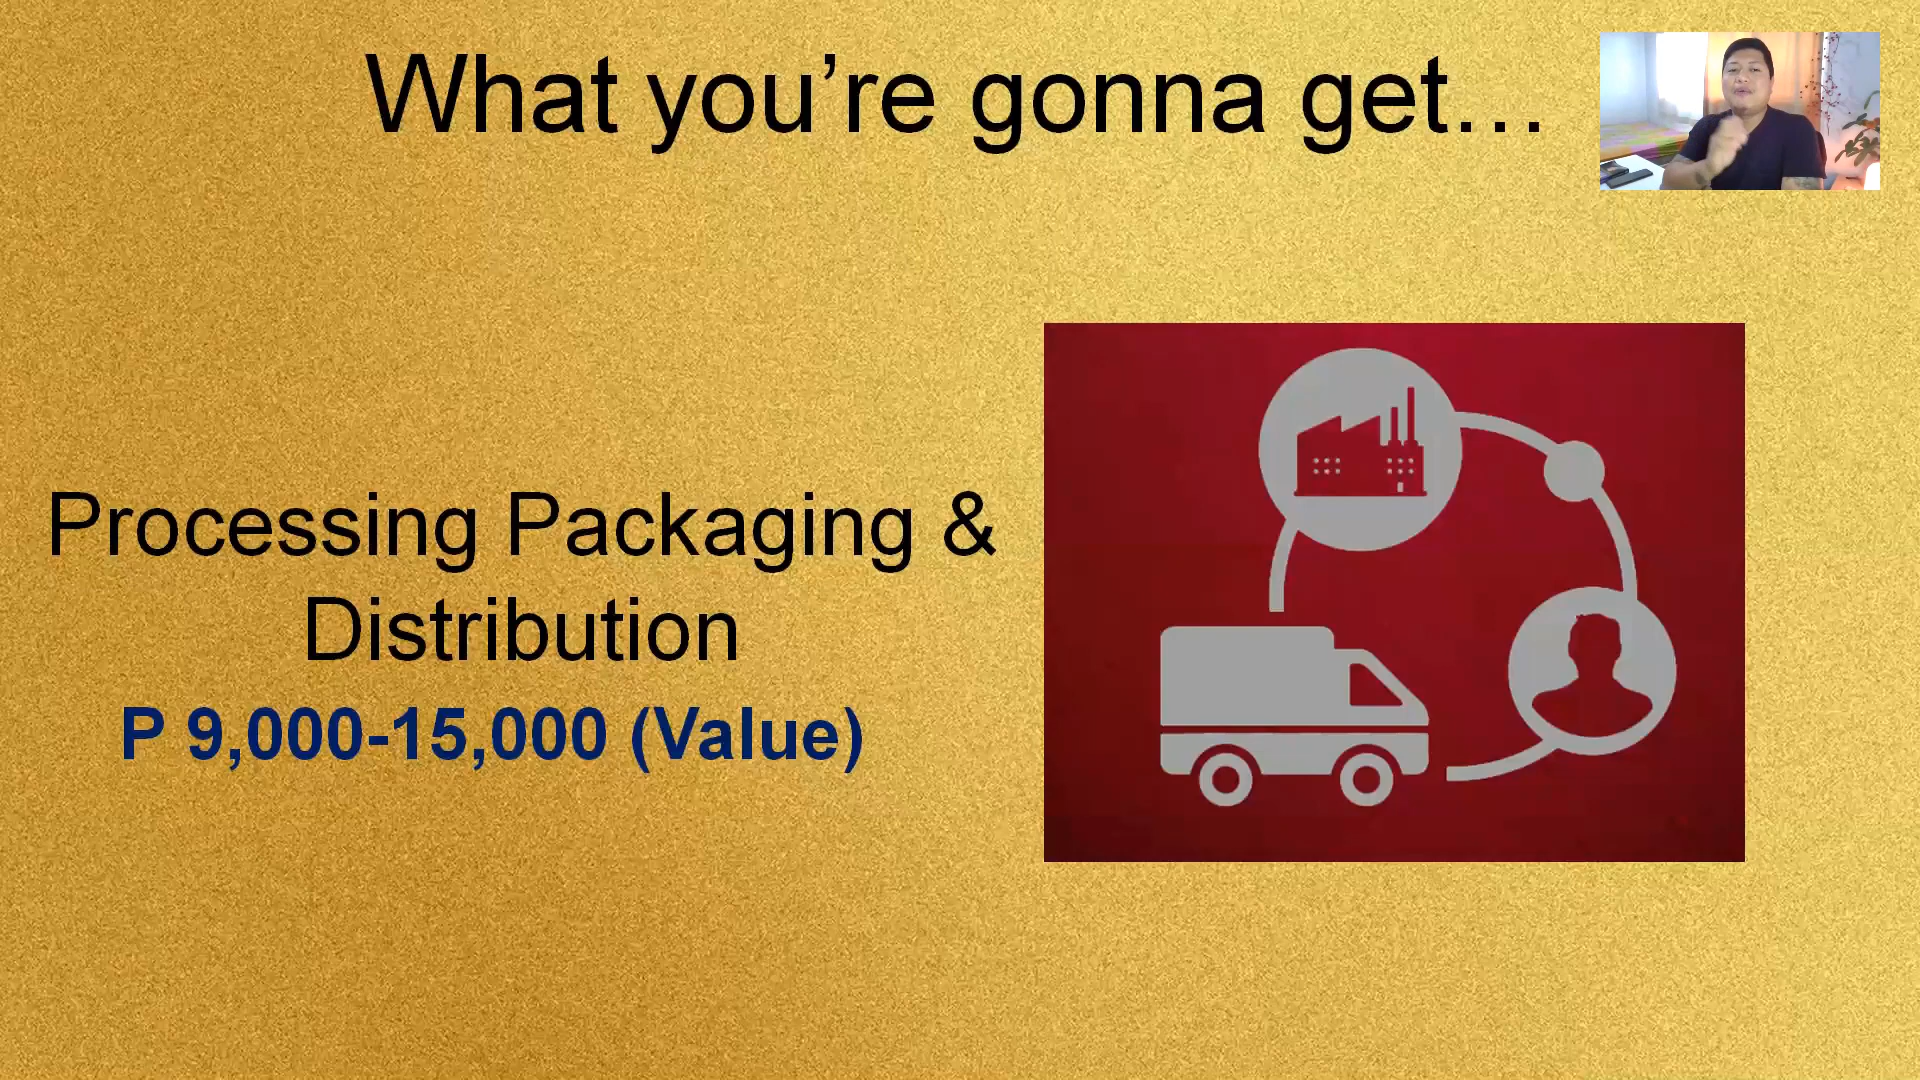 What you’re gonna get…
Processing Packaging &
Distribution
P 9,000-15,000 (Value)